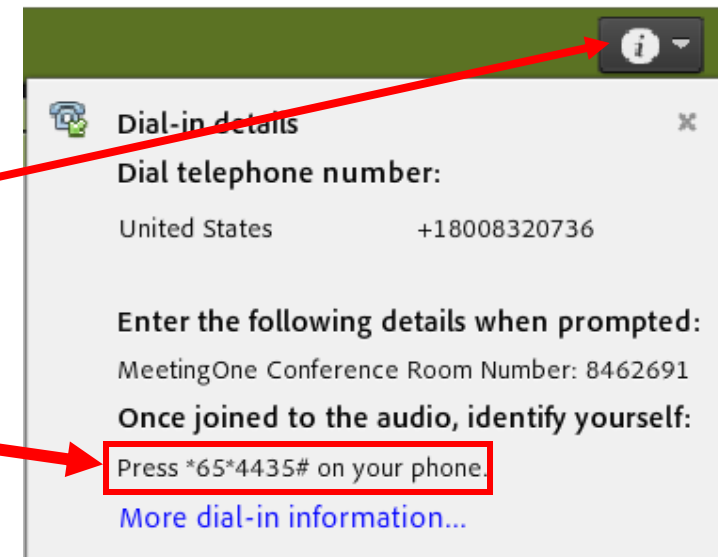 i
Dial-in details
Dial telephone number:
United States +18008320736
Enter the following details when prompted:
MeetingOne Conference Room Number: 8462691
Once joined to the audio, identify yourself:
Press *65*4435# on your phone.
More dial-in information...